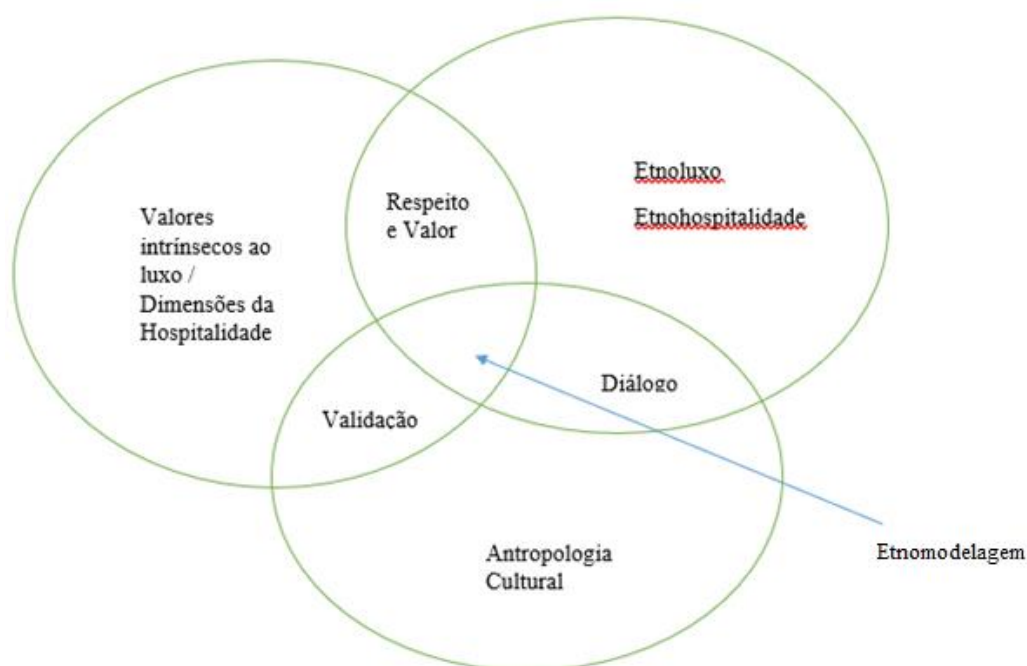 Etnoluxo
Etnohospitalidade
Respeito
e Valor
Valores
intrínsecos ao
luxo /
Dimensões da
Hospitalidade
Diálogo
Validação
Antropologia
Cultural
Etnomodelagem